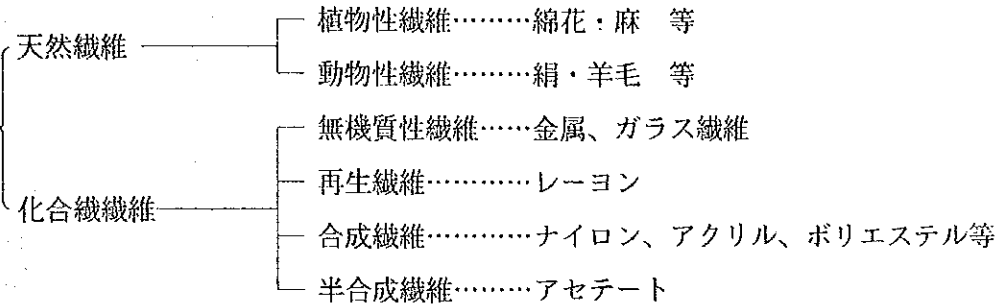 植物性繊維………綿花・麻 等
天然繊維
動物性繊維………絹・羊毛 等
無機質性繊維……金属、ガラス繊維
再生繊維…………レーヨン
化合繊繊維
合成繊維…………ナイロン、アクリル、ポリエステル等
半合成繊維………アセテート